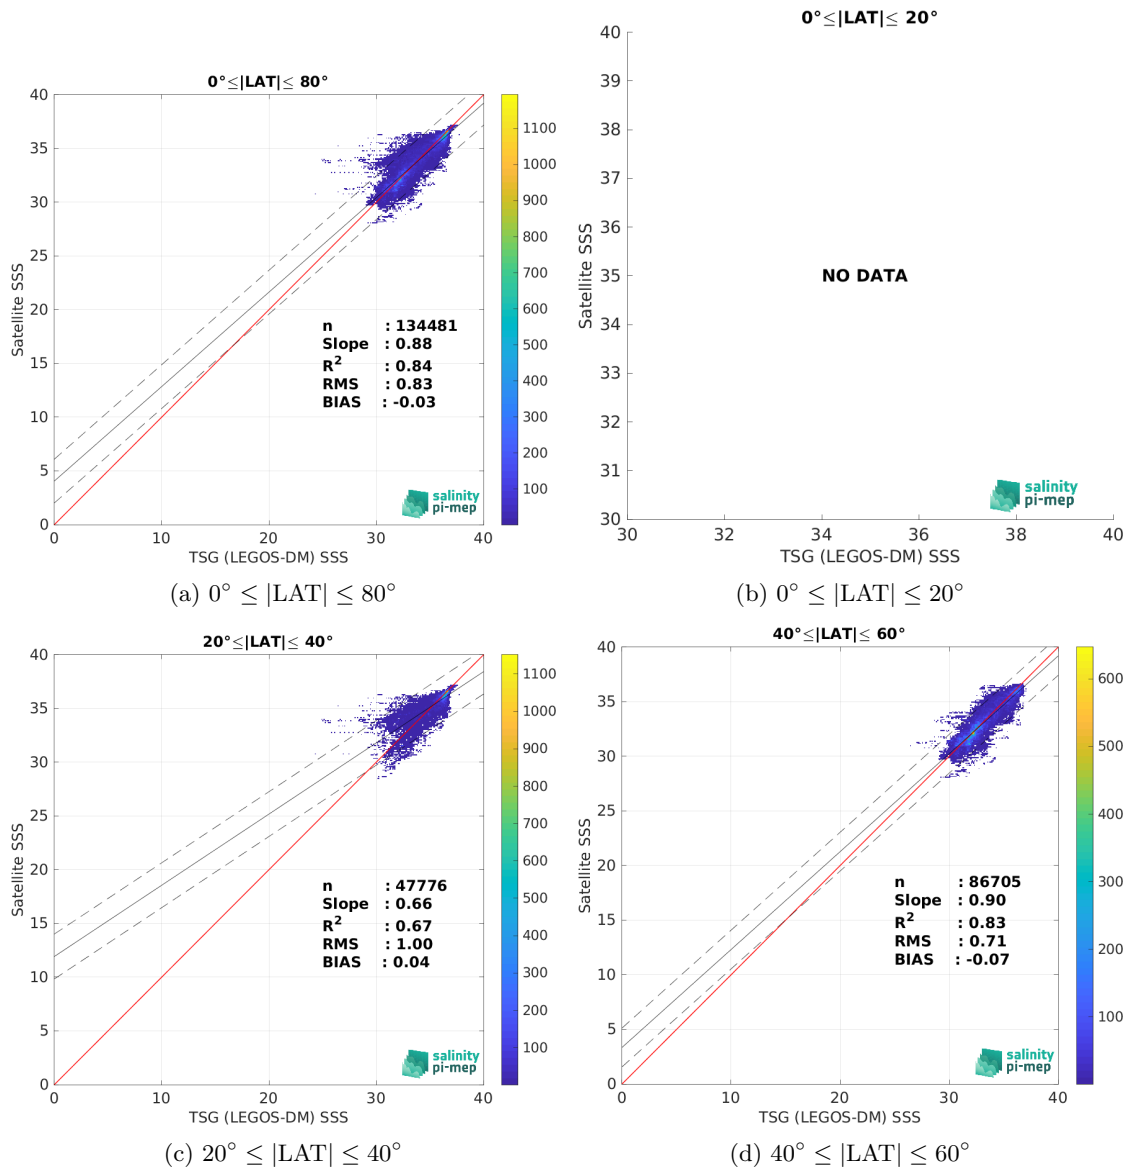 0°≤|LAT|≤ 80°
40
35
30
25
20
15
10
5
0
Satellite SSS
0
10
20
30
40
TSG (LEGOS-DM) SSS
n : 134481
Slope : 0.88
R² : 0.84
RMS : 0.83
BIAS : -0.03
salinity
pi-mep
1100
1000
900
800
700
600
500
400
300
200
100
(a) 0° ≤ |LAT| ≤ 80°
0°≤|LAT|≤ 20°
40
39
38
37
36
35
34
33
32
31
30
Satellite SSS
NO DATA
salinity
pi-mep
30
32
34
36
38
40
TSG (LEGOS-DM) SSS
(b) 0° ≤ |LAT| ≤ 20°
20°≤|LAT|≤ 40°
40
35
30
25
20
15
10
5
0
Satellite SSS
0
10
20
30
40
TSG (LEGOS-DM) SSS
n : 47776
Slope : 0.66
R² : 0.67
RMS : 1.00
BIAS : 0.04
salinity
pi-mep
1100
1000
900
800
700
600
500
400
300
200
100
(c) 20° ≤ |LAT| ≤ 40°
40°≤|LAT|≤ 60°
40
35
30
25
20
15
10
5
0
Satellite SSS
0
10
20
30
40
TSG (LEGOS-DM) SSS
n : 86705
Slope : 0.90
R² : 0.83
RMS : 0.71
BIAS : -0.07
salinity
pi-mep
600
500
400
300
200
100
(d) 40° ≤ |LAT| ≤ 60°